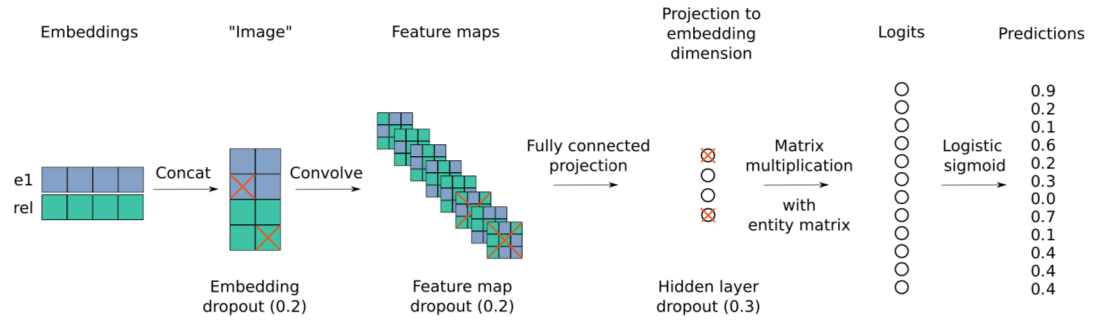 Embeddings
"Image"
Feature maps
Projection to
embedding
dimension
Logits
Predictions
e1
rel
Concat
Convolve
Fully connected
projection
Matrix
multiplication
with
entity matrix
Logistic
sigmoid
0.9
0.2
0.1
0.6
0.2
0.3
0.0
0.7
0.1
0.4
0.4
0.4
Embedding
dropout (0.2)
Feature map
dropout (0.2)
Hidden layer
dropout (0.3)